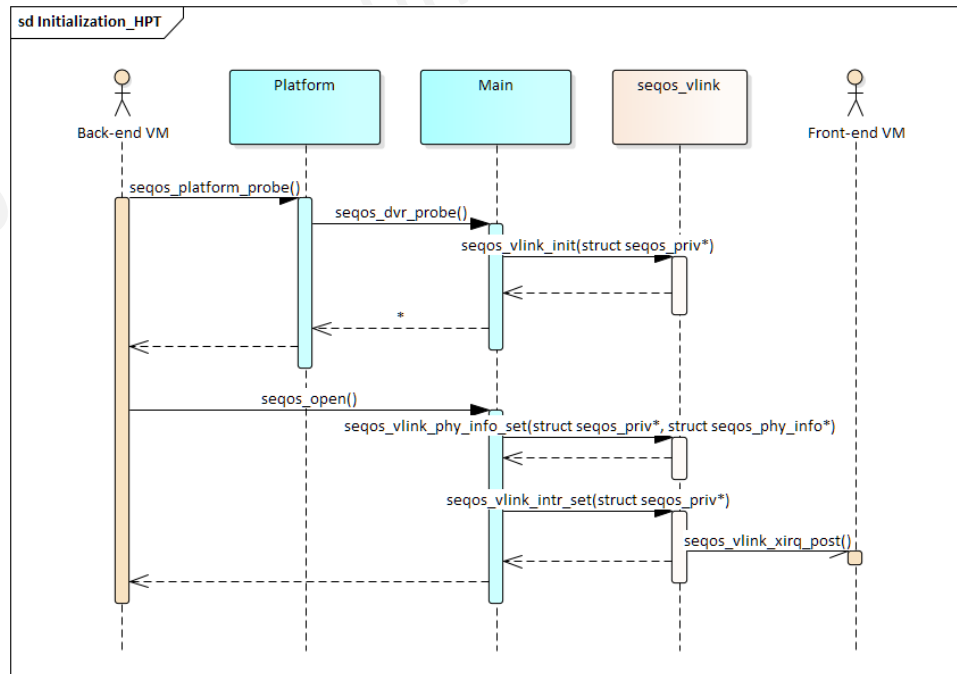 sd Initialization_HPT
Back-end VM
Platform
Main
seqos_vlink
Front-end VM
seqos_platform_probe()
seqos_dvr_probe()
seqos_vlink_init(struct seqos_priv*)
*
seqos_open()
seqos_vlink_phy_info_set(struct seqos_priv*, struct seqos_phy_info*)
seqos_vlink_intr_set(struct seqos_priv*)
seqos_vlink_xirq_post()